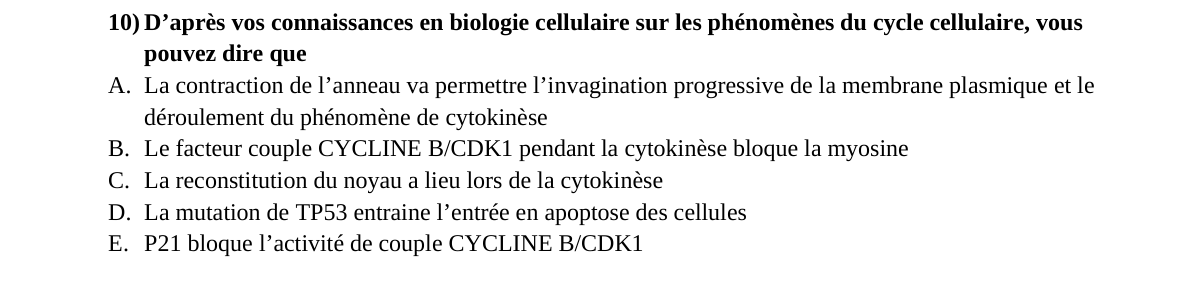 10) D’après vos connaissances en biologie cellulaire sur les phénomènes du cycle cellulaire, vous
pouvez dire que
A. La contraction de l’anneau va permettre l’invagination progressive de la membrane plasmique et le
déroulement du phénomène de cytokinèse
B. Le facteur couple CYCLINE B/CDK1 pendant la cytokinèse bloque la myosine
C. La reconstitution du noyau a lieu lors de la cytokinèse
D. La mutation de TP53 entraine l’entrée en apoptose des cellules
E. P21 bloque l’activité de couple CYCLINE B/CDK1